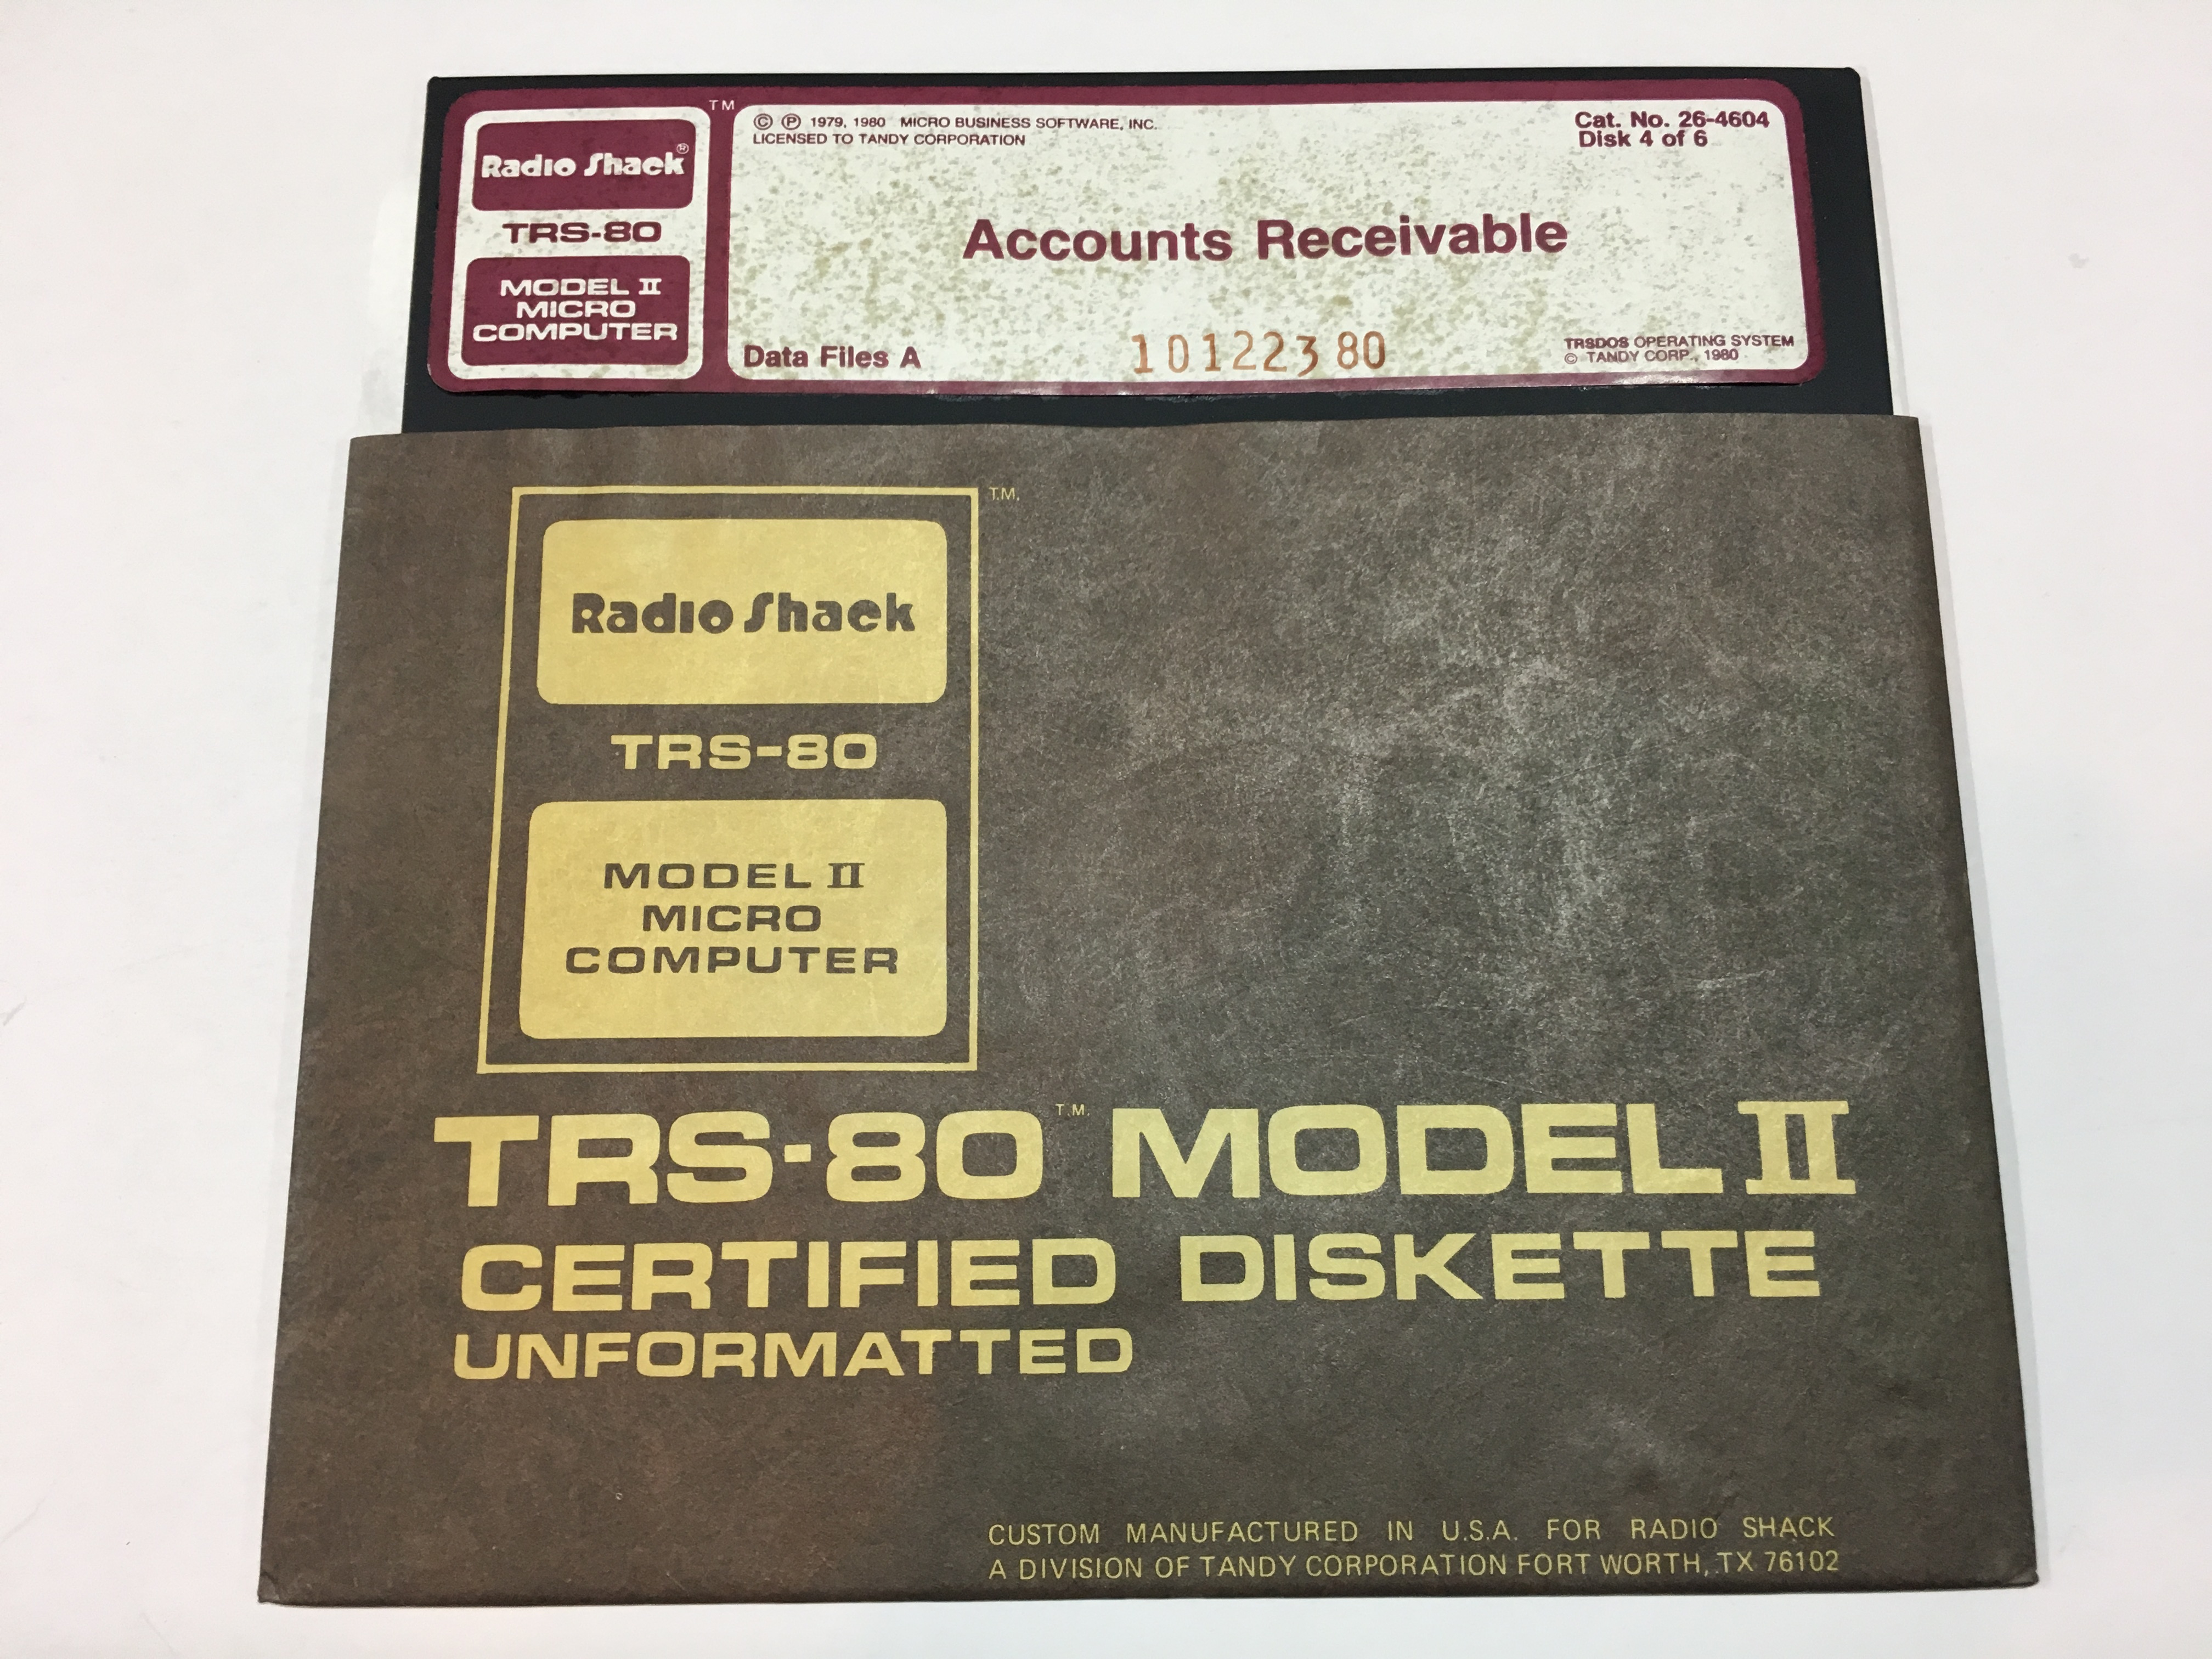 TM
Radio Shack®
TRS-80
MODEL II
MICRO
COMPUTER
© ℗ 1979, 1980 MICRO BUSINESS SOFTWARE, INC.
LICENSED TO TANDY CORPORATION
Cat. No. 26-4604
Disk 4 of 6
Accounts Receivable
Data Files A
10122380
TRSDOS OPERATING SYSTEM
© TANDY CORP., 1980
T.M.
Radio Shack
TRS-80
MODEL II
MICRO
COMPUTER
TRS-80 T.M. MODEL II
CERTIFIED DISKETTE
UNFORMATTED
CUSTOM MANUFACTURED IN U.S.A. FOR RADIO SHACK
A DIVISION OF TANDY CORPORATION FORT WORTH, TX 76102